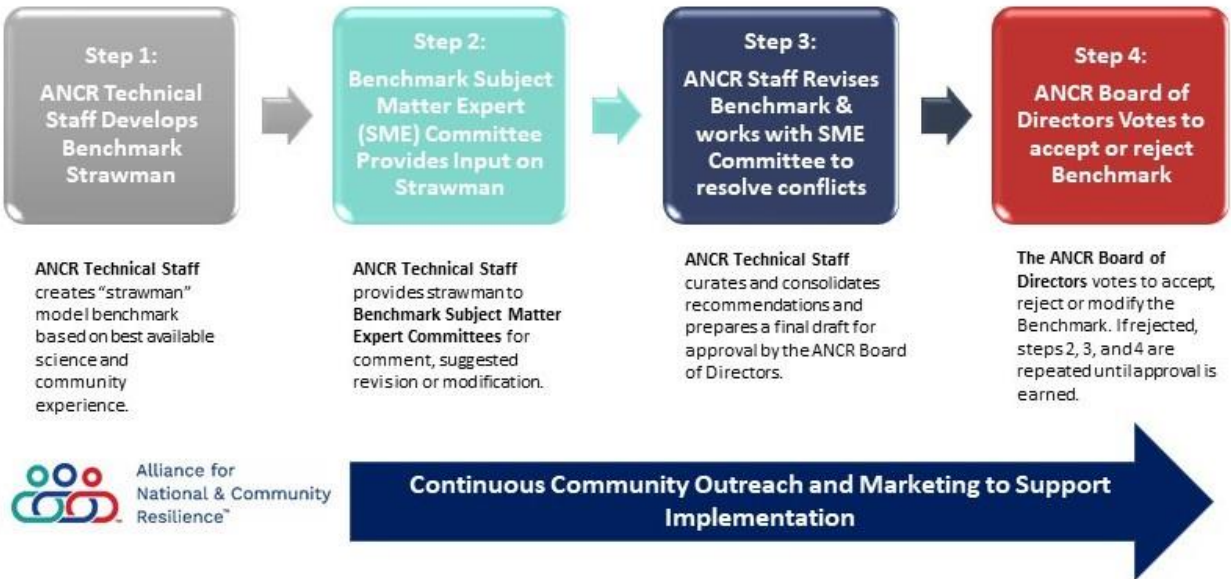 Step 1:
ANCR Technical
Staff Develops
Benchmark
Strawman
Step 2:
Benchmark Subject
Matter Expert
(SME) Committee
Provides Input on
Strawman
Step 3:
ANCR Staff Revises
Benchmark &
works with SME
Committee to
resolve conflicts
Step 4:
ANCR Board of
Directors Votes to
accept or reject
Benchmark
ANCR Technical Staff
creates “strawman”
model benchmark
based on best available
science and
community
experience.
ANCR Technical Staff
provides strawman to
Benchmark Subject Matter
Expert Committees for
comment, suggested
revision or modification.
ANCR Technical Staff
curates and consolidates
recommendations and
prepares a final draft for
approval by the ANCR Board
of Directors.
The ANCR Board of
Directors votes to accept,
reject or modify the
Benchmark. If rejected,
steps 2, 3, and 4 are
repeated until approval is
earned.
Alliance for
National & Community
Resilience™
Continuous Community Outreach and Marketing to Support
Implementation